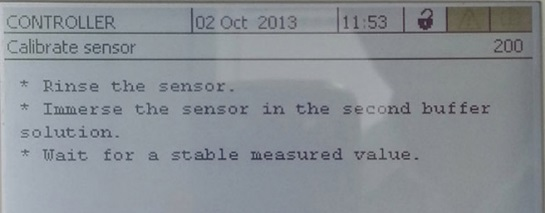 CONTROLLER 02 Oct 2013 11:53
Calibrate sensor 200
* Rinse the sensor.
* Immerse the sensor in the second buffer
solution.
* Wait for a stable measured value.